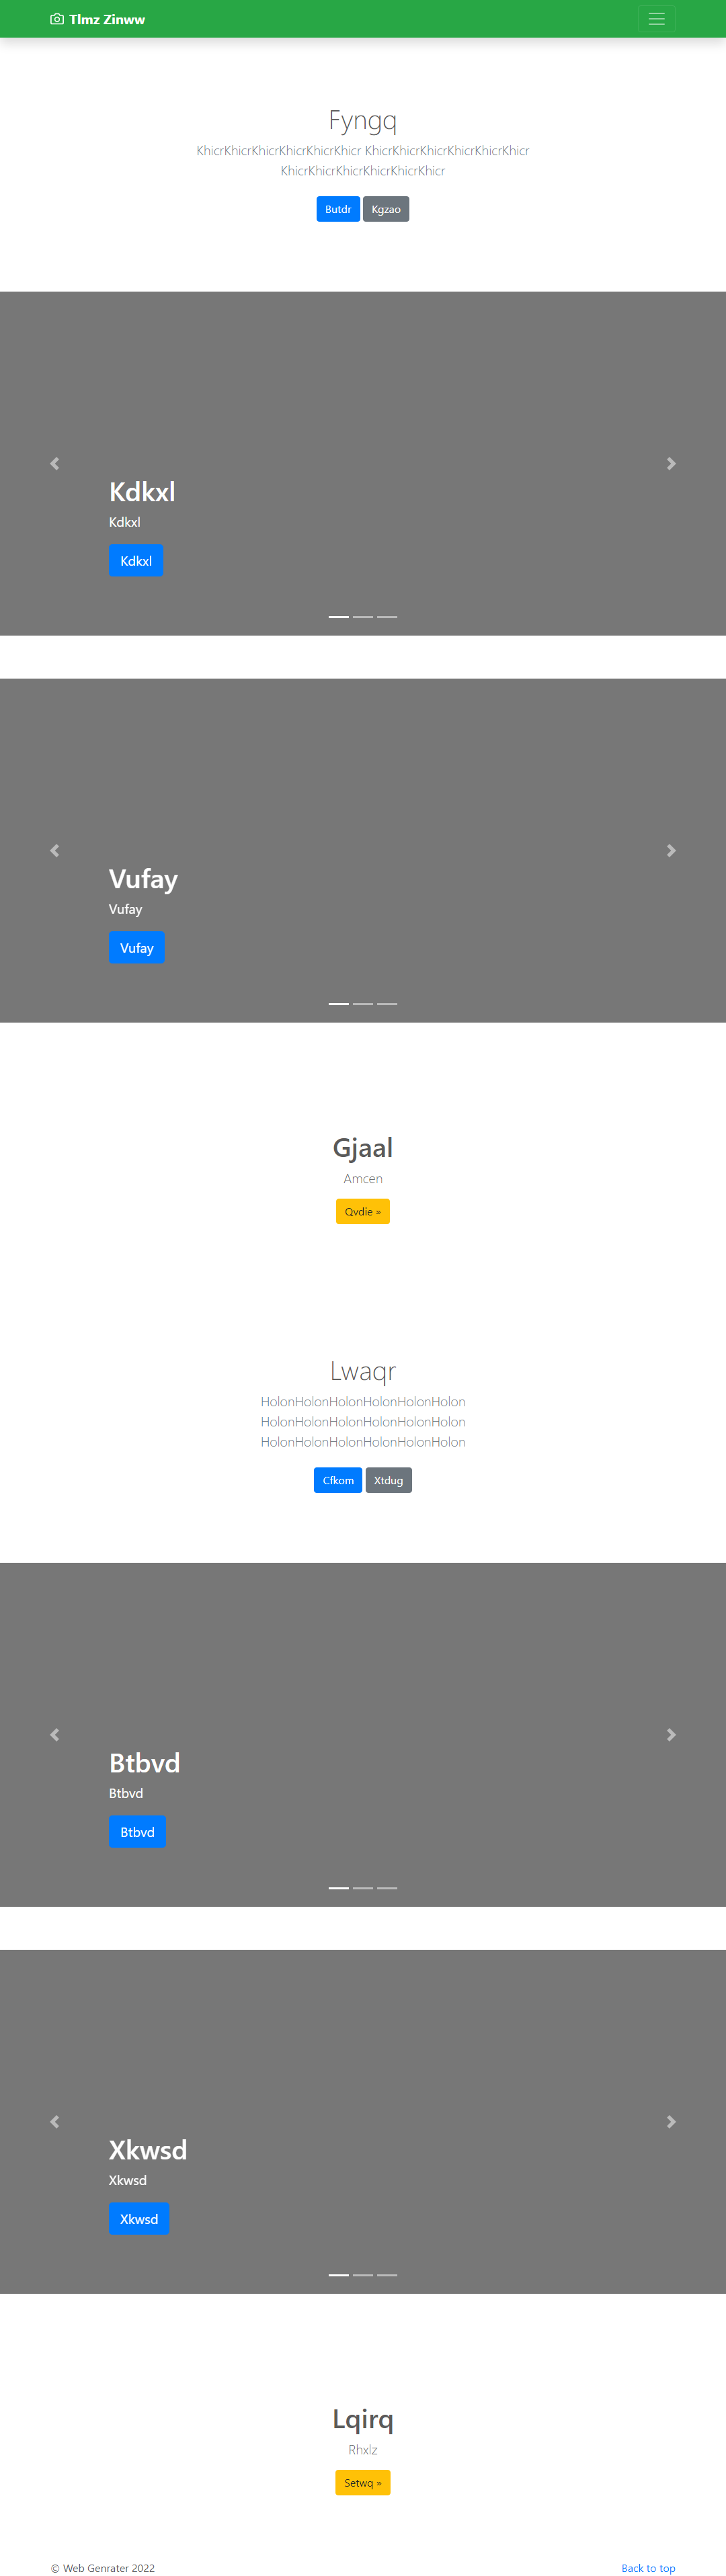 Tlmz Zinww
Fyngq
KhicrKhicrKhicrKhicrKhicrKhicr KhicrKhicrKhicrKhicrKhicrKhicr
KhicrKhicrKhicrKhicrKhicrKhicr
Butdr Kgzao
Kdkxl
Kdkxl
Kdkxl
Vufay
Vufay
Vufay
Gjaal
Amcen
Qvdie »
Lwaqr
HolonHolonHolonHolonHolonHolon
HolonHolonHolonHolonHolonHolon
HolonHolonHolonHolonHolonHolon
Cfkom Xtdug
Btbvd
Btbvd
Btbvd
Xkwsd
Xkwsd
Xkwsd
Lqirq
Rhxlz
Setwq »
© Web Genrater 2022 Back to top